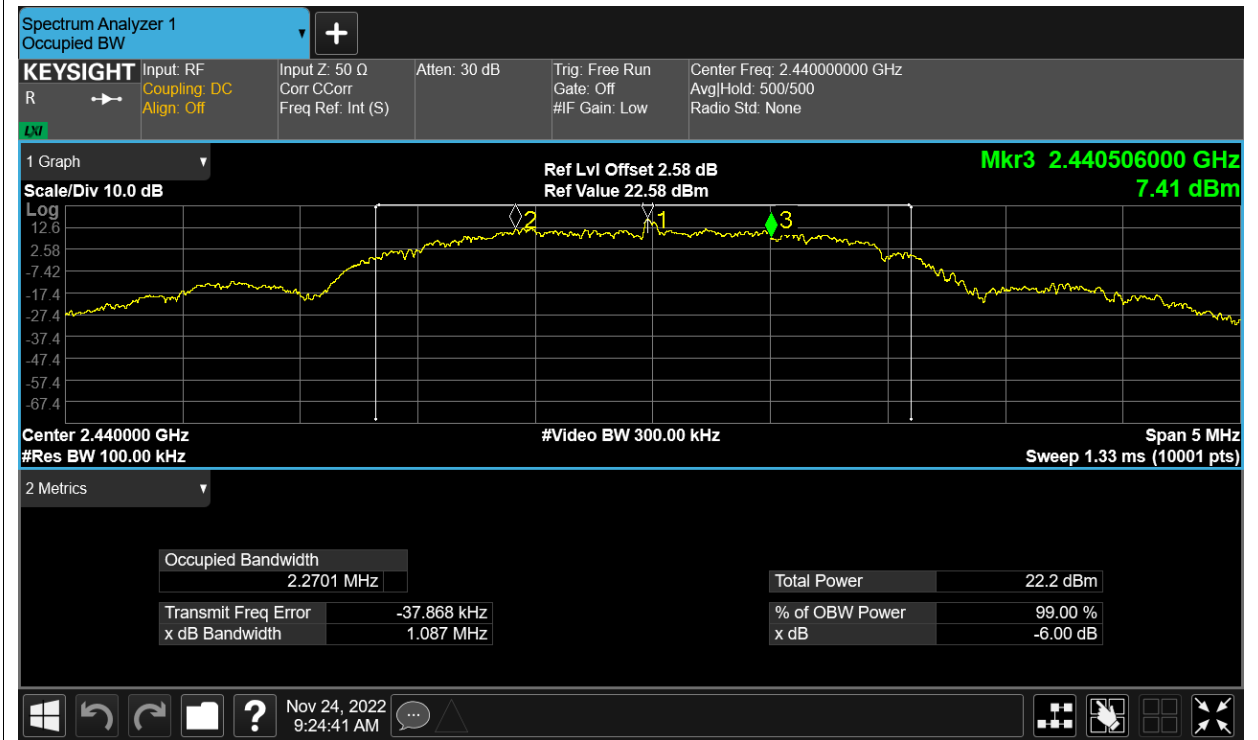 Spectrum Analyzer 1
Occupied BW
KEYSIGHT
R
LXI
Input: RF
Coupling: DC
Align: Off
Input Z: 50 Ω
Corr CCorr
Freq Ref: Int (S)
Atten: 30 dB
Trig: Free Run
Gate: Off
#IF Gain: Low
Center Freq: 2.440000000 GHz
Avg|Hold: 500/500
Radio Std: None
1 Graph
Scale/Div 10.0 dB
Ref Lvl Offset 2.58 dB
Ref Value 22.58 dBm
Mkr3 2.440506000 GHz
7.41 dBm
Log
12.6
2.58
-7.42
-17.4
-27.4
-37.4
-47.4
-57.4
-67.4
2
1
3
Center 2.440000 GHz
#Res BW 100.00 kHz
#Video BW 300.00 kHz
Span 5 MHz
Sweep 1.33 ms (10001 pts)
2 Metrics
Occupied Bandwidth
2.2701 MHz
Transmit Freq Error -37.868 kHz
x dB Bandwidth 1.087 MHz
Total Power 22.2 dBm
% of OBW Power 99.00 %
x dB -6.00 dB
?
Nov 24, 2022
9:24:41 AM